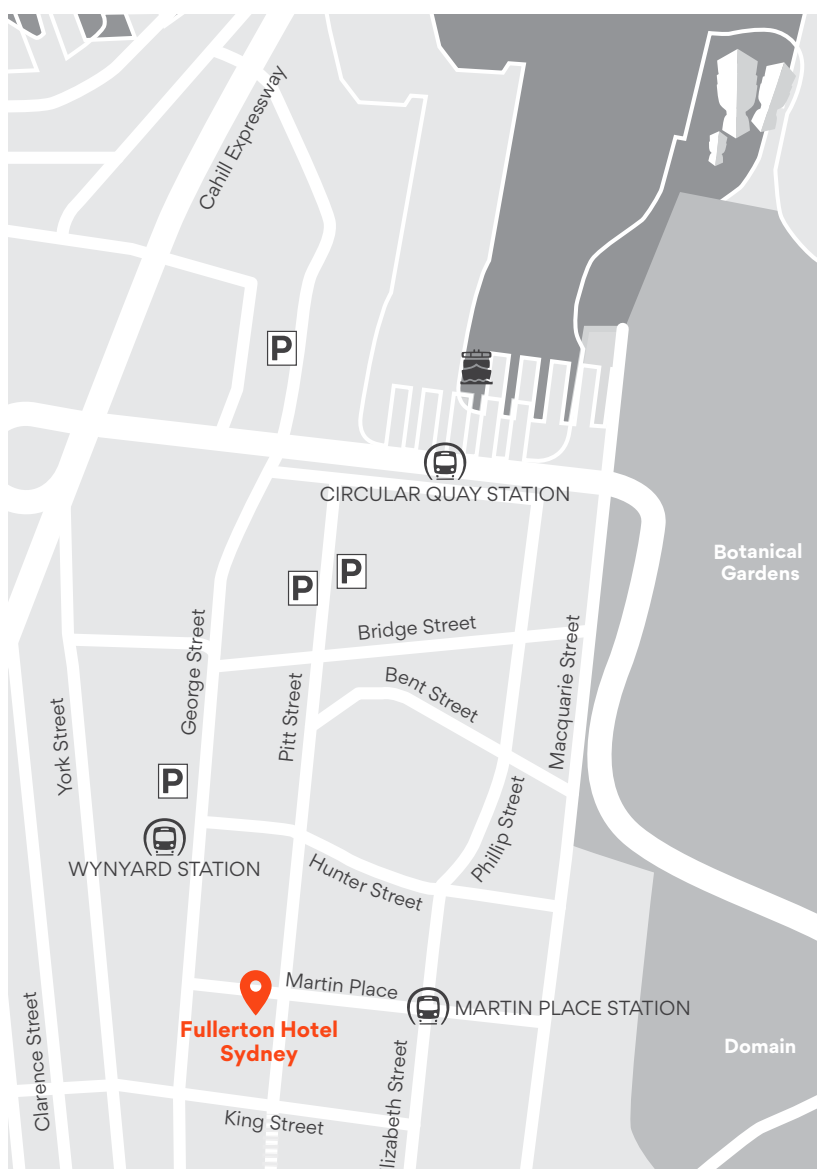 Cahill Expressway
P
CIRCULAR QUAY STATION
P
P
Botanical
Gardens
Bridge Street
George Street
Macquarie Street
Bent Street
Pitt Street
York Street
P
Phillip Street
WYNYARD STATION
Hunter Street
Martin Place
MARTIN PLACE STATION
Fullerton Hotel
Sydney
Clarence Street
Domain
lizabeth Street
King Street